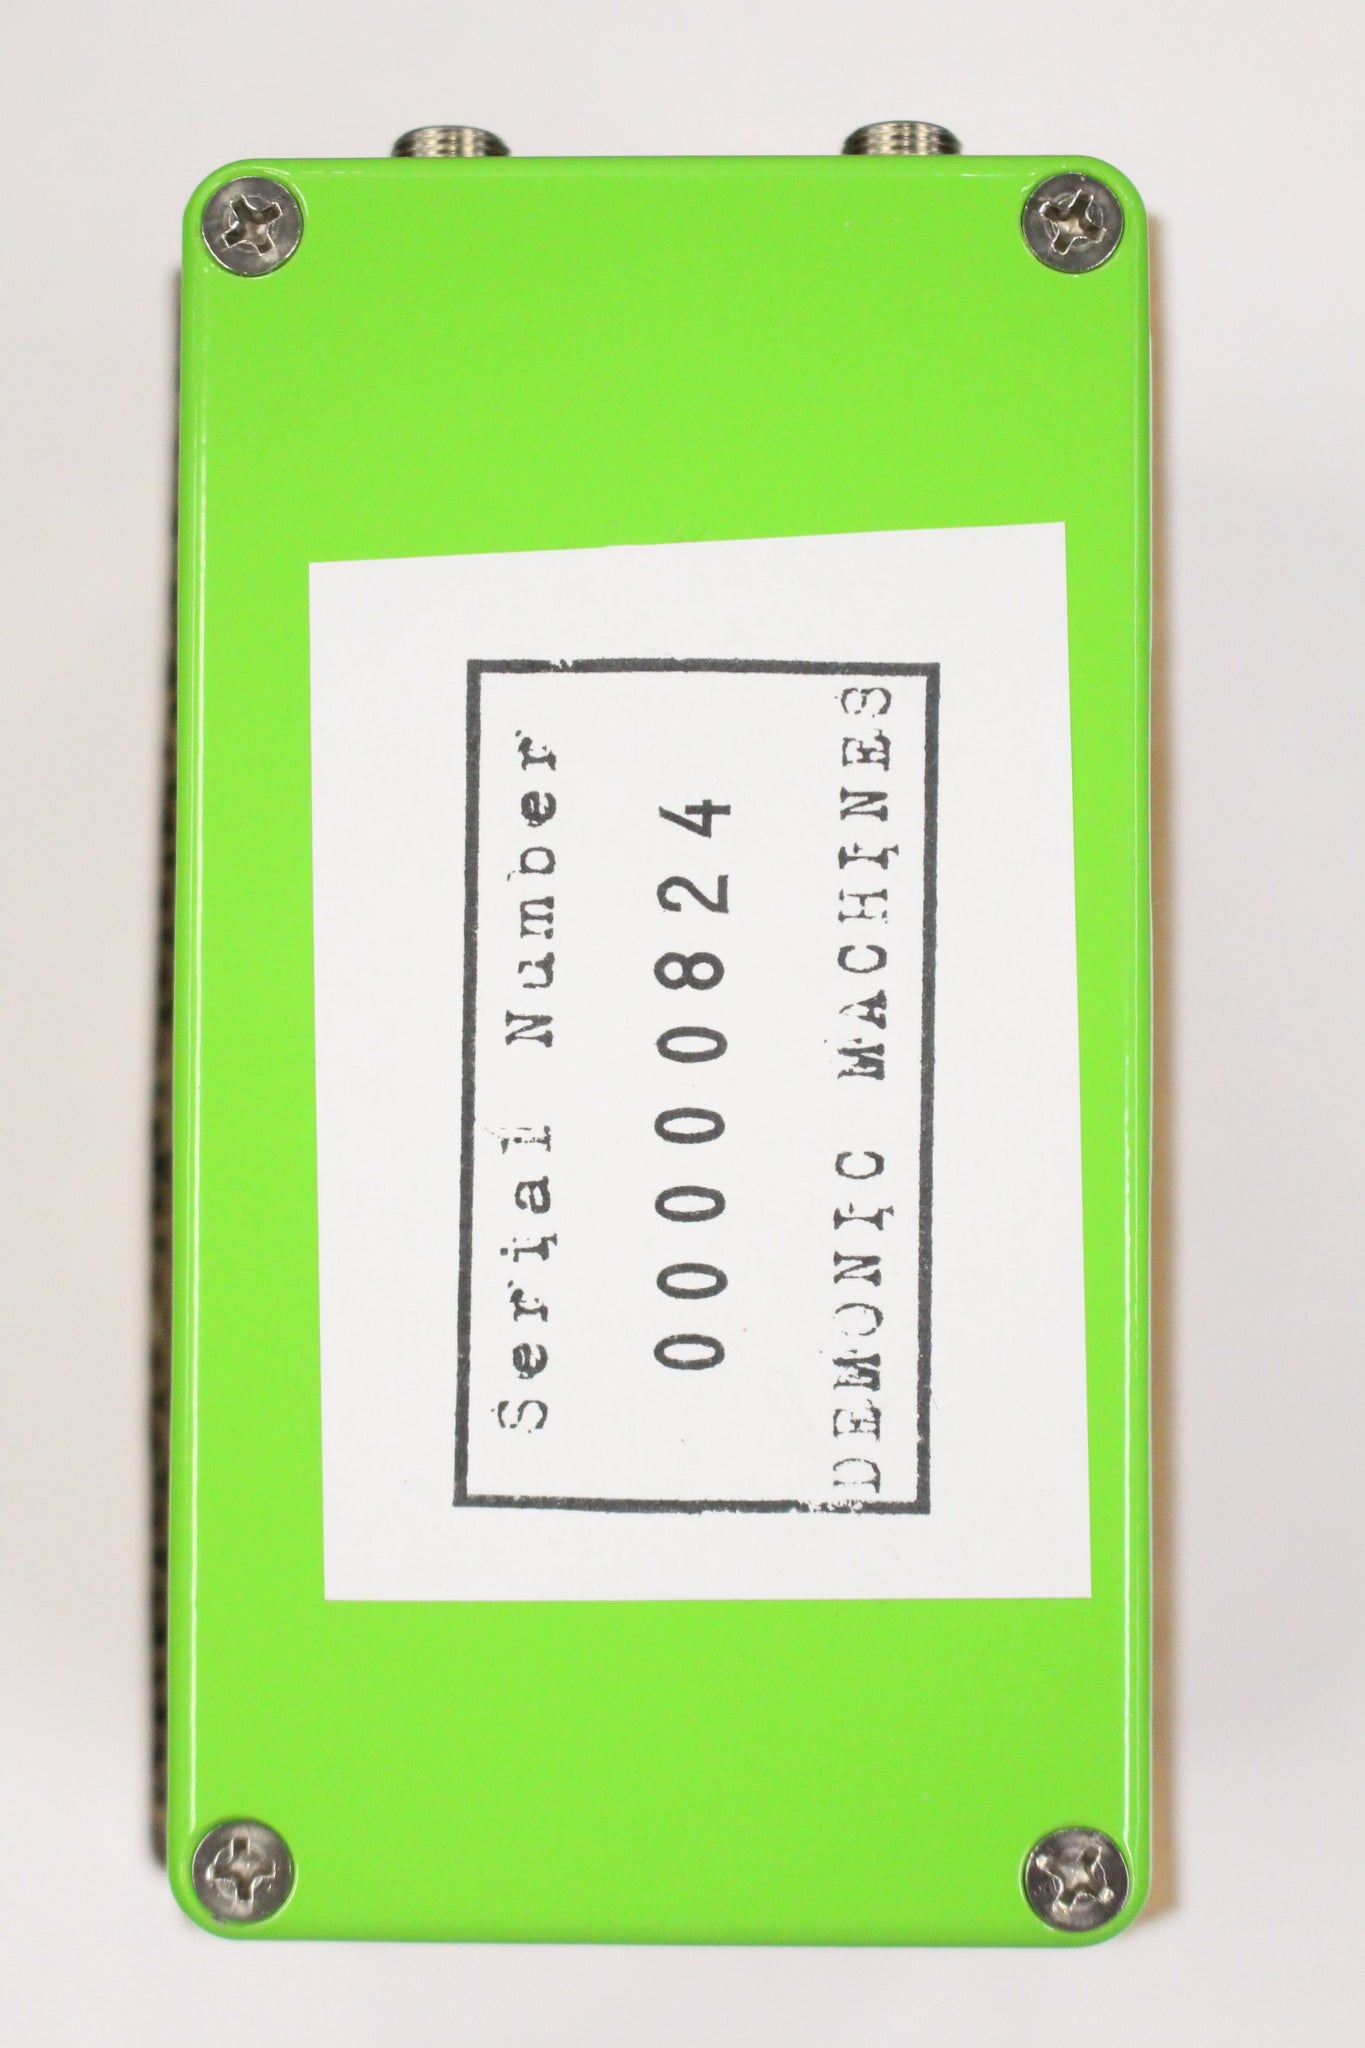 Serial Number
00000824
DEMONIC MACHINES